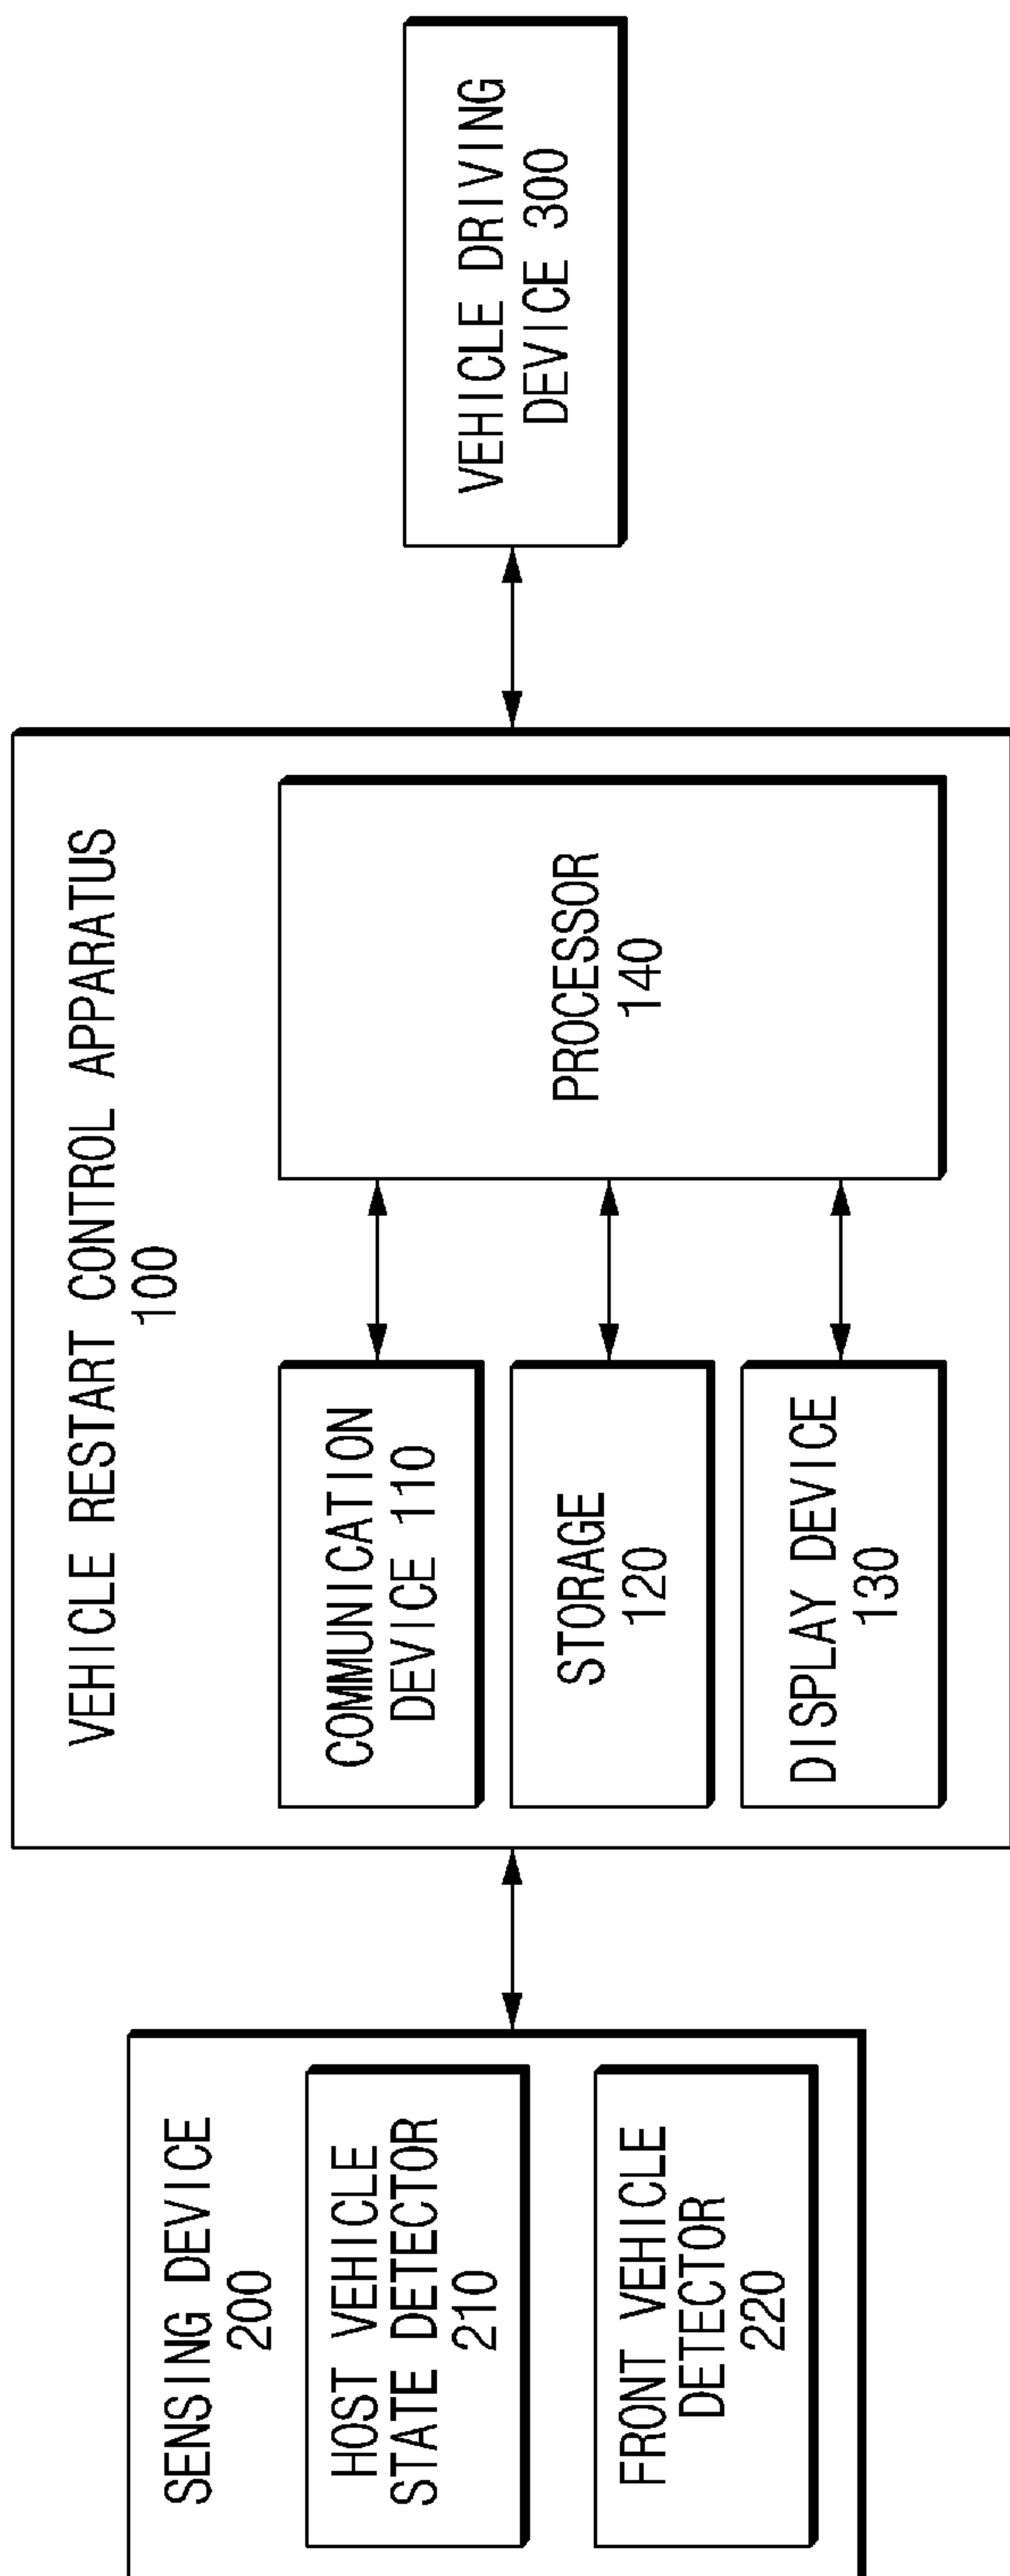 SENSING DEVICE
200
HOST VEHICLE
STATE DETECTOR
210
FRONT VEHICLE
DETECTOR
220
VEHICLE RESTART CONTROL APPARATUS
100
COMMUNICATION
DEVICE 110
STORAGE
120
DISPLAY DEVICE
130
PROCESSOR
140
VEHICLE DRIVING
DEVICE 300